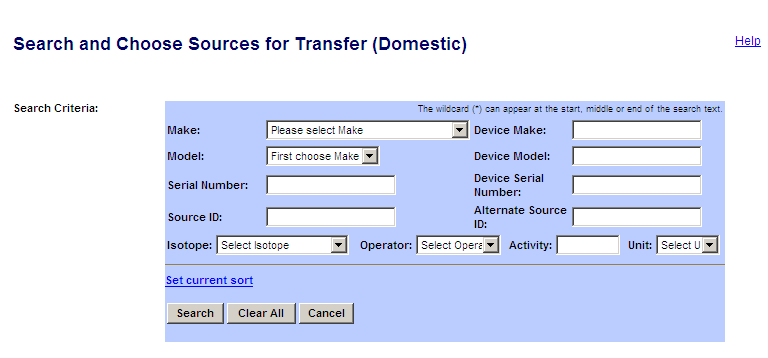 Search and Choose Sources for Transfer (Domestic)
Help
Search Criteria:
The wildcard (*) can appear at the start, middle or end of the search text.
Make: Please select Make Device Make:
Model: First choose Make Device Model:
Serial Number: Device Serial Number:
Source ID: Alternate Source ID:
Isotope: Select Isotope Operator: Select Opera Activity: Unit: Select U
Set current sort
Search Clear All Cancel